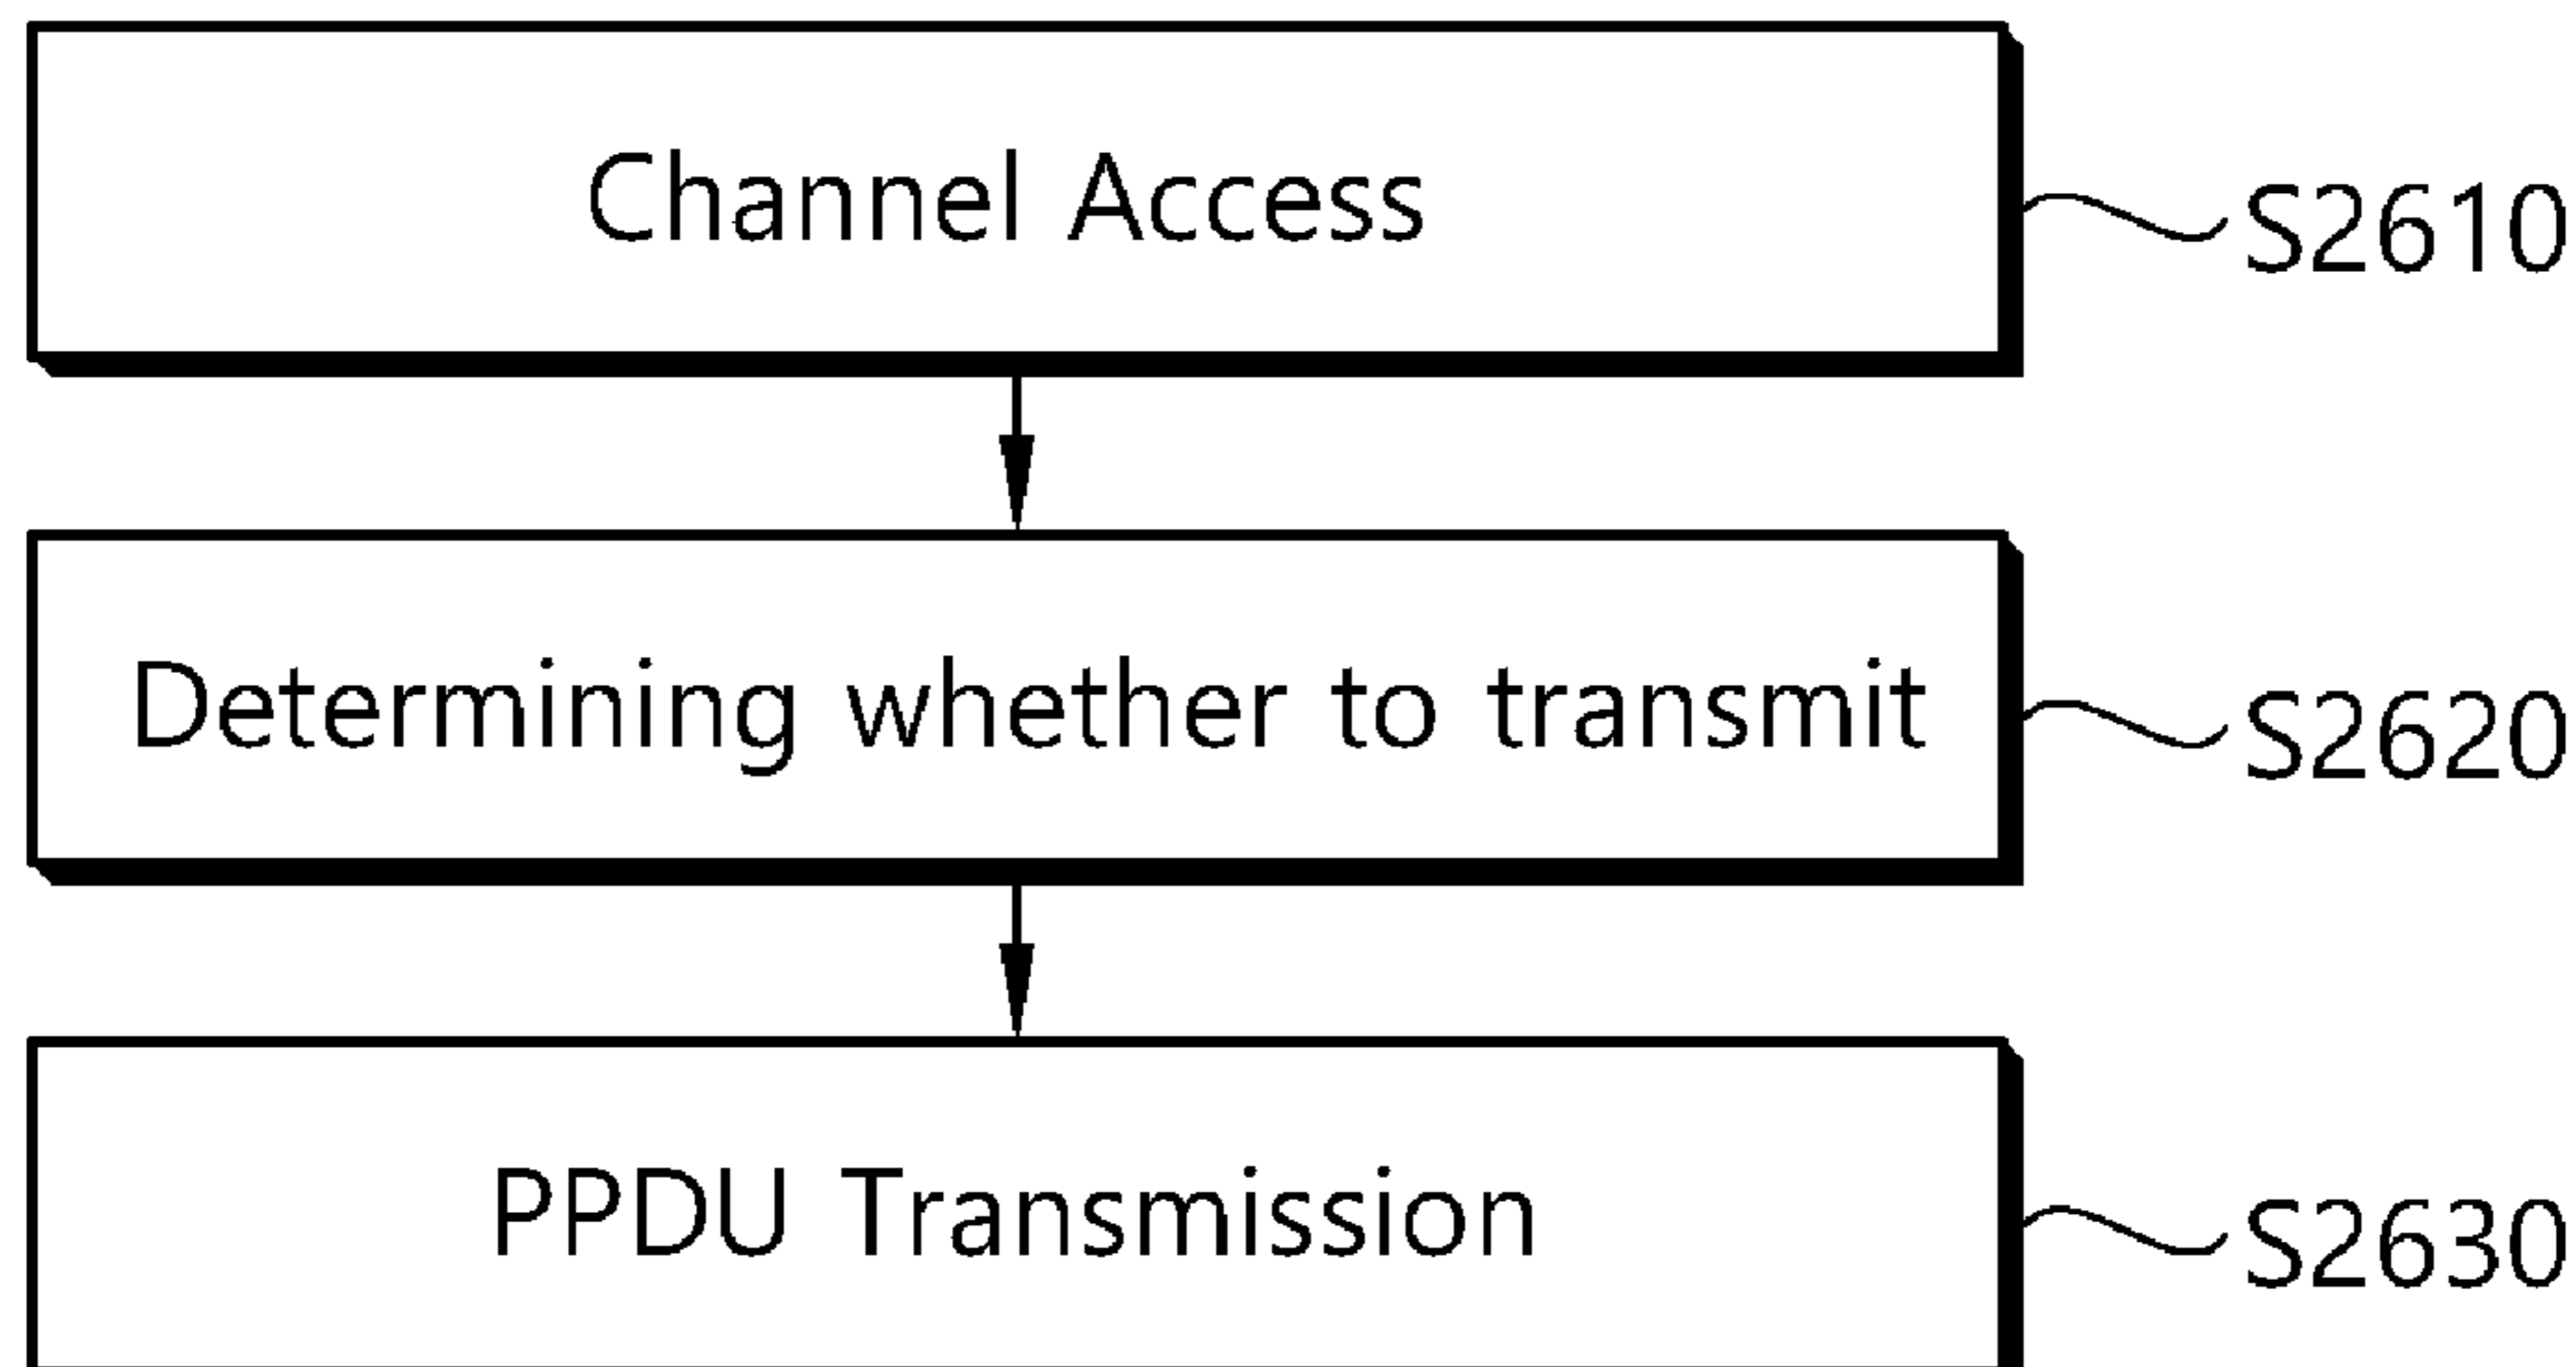 Channel Access
S2610
Determining whether to transmit
S2620
PPDU Transmission
S2630